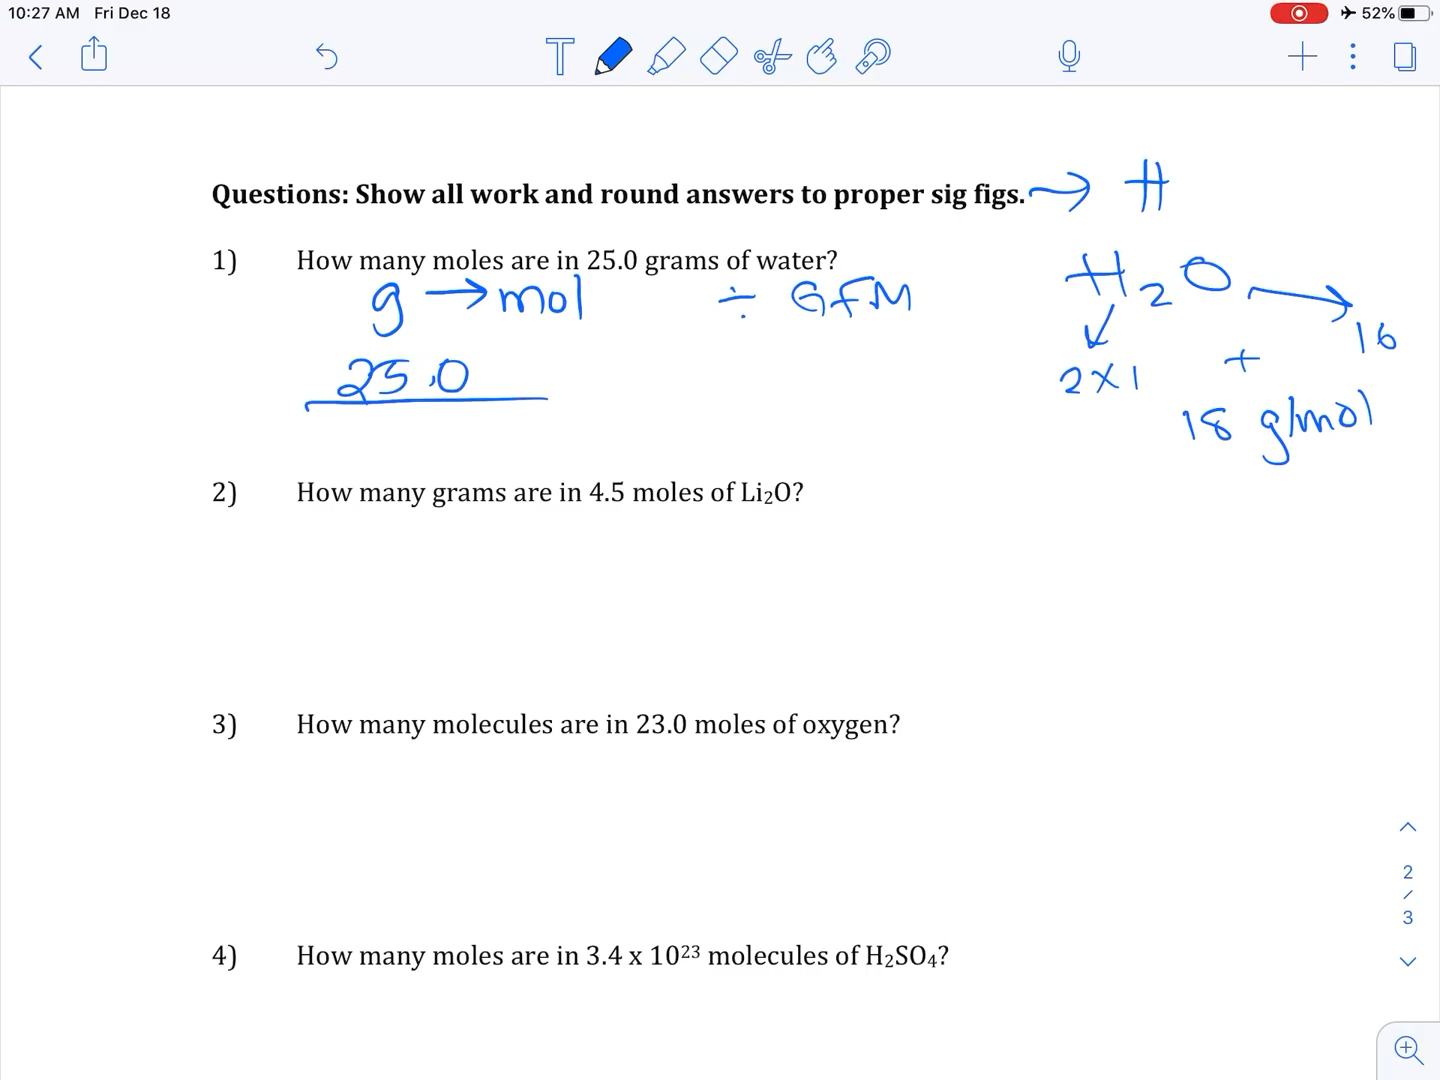 10:27 AM Fri Dec 18 52%
T
Questions: Show all work and round answers to proper sig figs. → #
1) How many moles are in 25.0 grams of water?
H₂O
g → mol ÷ GFM
16
25.0
2 x 1 +
18 g/mol
2) How many grams are in 4.5 moles of Li₂O?
3) How many molecules are in 23.0 moles of oxygen?
2
/
3
4) How many moles are in 3.4 x 10²³ molecules of H₂SO₄?